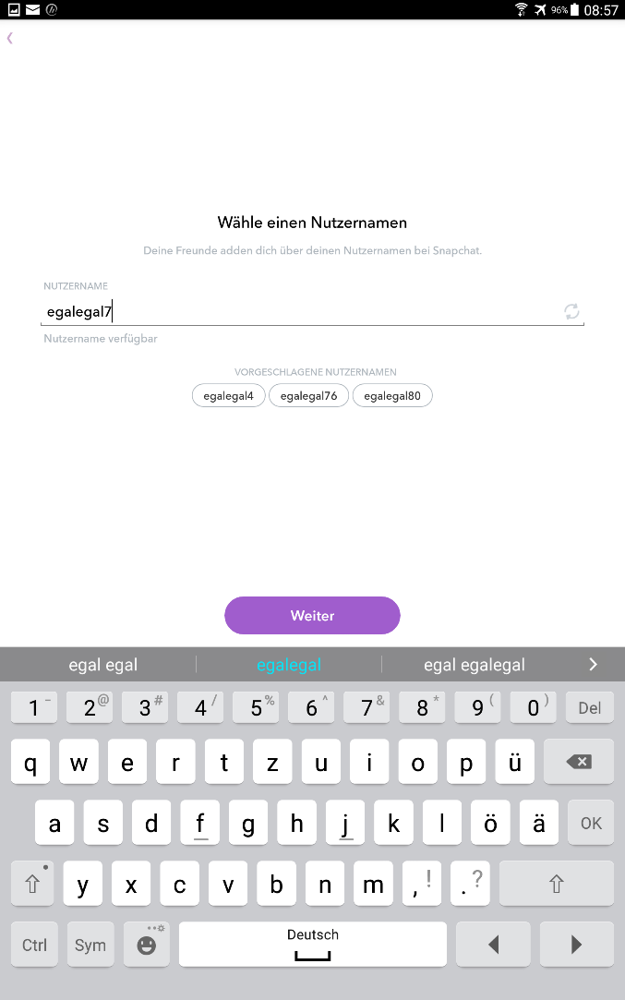 96% 08:57
Wähle einen Nutzernamen
Deine Freunde adden dich über deinen Nutzernamen bei Snapchat.
NUTZERNAME
egalegal7
Nutzername verfügbar
VORGESCHLAGENE NUTZERNAMEN
egalegal4 egalegal76 egalegal80
Weiter
egal egal egalegal egal egalegal
1 - 2 @ 3 # 4 / 5 % 6 ^ 7 & 8 * 9 ( 0 ) Del
q w e r t z u i o p ü
a s d f g h j k l ö ä OK
y x c v b n m , ! . ?
Ctrl Sym Deutsch